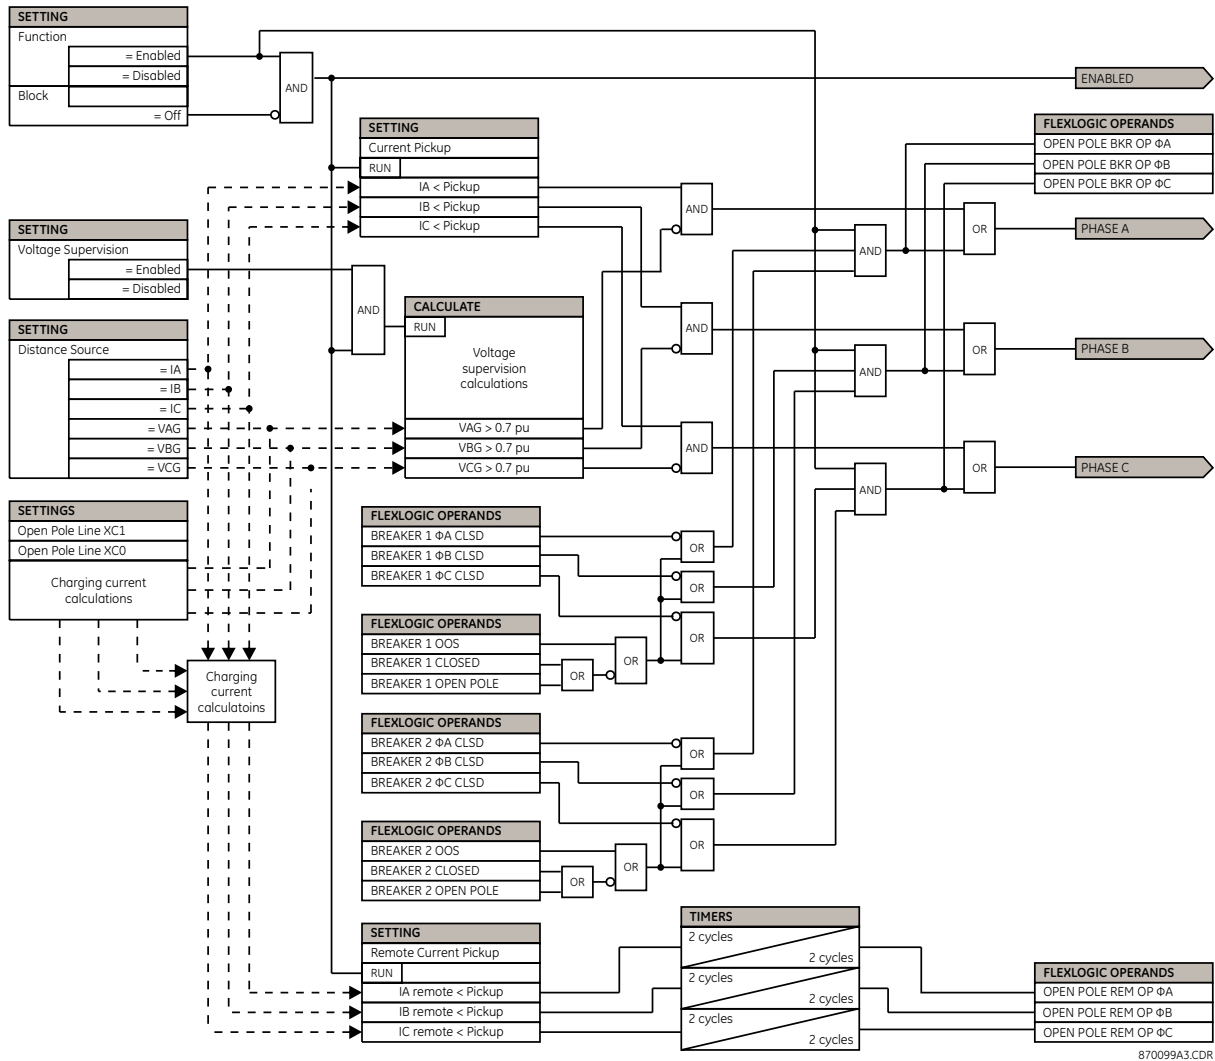 SETTING
Function
= Enabled
= Disabled
Block
= Off
AND
ENABLED
SETTING
Current Pickup
RUN
IA < Pickup
IB < Pickup
IC < Pickup
FLEXLOGIC OPERANDS
OPEN POLE BKR OP ΦA
OPEN POLE BKR OP ΦB
OPEN POLE BKR OP ΦC
AND
OR
PHASE A
AND
SETTING
Voltage Supervision
= Enabled
= Disabled
AND
CALCULATE
RUN
Voltage
supervision
calculations
VAG > 0.7 pu
VBG > 0.7 pu
VCG > 0.7 pu
AND
OR
PHASE B
AND
SETTING
Distance Source
= IA
= IB
= IC
= VAG
= VBG
= VCG
AND
OR
PHASE C
AND
SETTINGS
Open Pole Line XC1
Open Pole Line XC0
Charging current
calculations
FLEXLOGIC OPERANDS
BREAKER 1 ΦA CLSD
BREAKER 1 ΦB CLSD
BREAKER 1 ΦC CLSD
OR
OR
OR
FLEXLOGIC OPERANDS
BREAKER 1 OOS
BREAKER 1 CLOSED
BREAKER 1 OPEN POLE
OR
OR
Charging
current
calculatoins
FLEXLOGIC OPERANDS
BREAKER 2 ΦA CLSD
BREAKER 2 ΦB CLSD
BREAKER 2 ΦC CLSD
OR
OR
OR
FLEXLOGIC OPERANDS
BREAKER 2 OOS
BREAKER 2 CLOSED
BREAKER 2 OPEN POLE
OR
OR
SETTING
Remote Current Pickup
RUN
IA remote < Pickup
IB remote < Pickup
IC remote < Pickup
TIMERS
2 cycles
2 cycles
2 cycles
2 cycles
2 cycles
2 cycles
FLEXLOGIC OPERANDS
OPEN POLE REM OP ΦA
OPEN POLE REM OP ΦB
OPEN POLE REM OP ΦC
870099A3.CDR